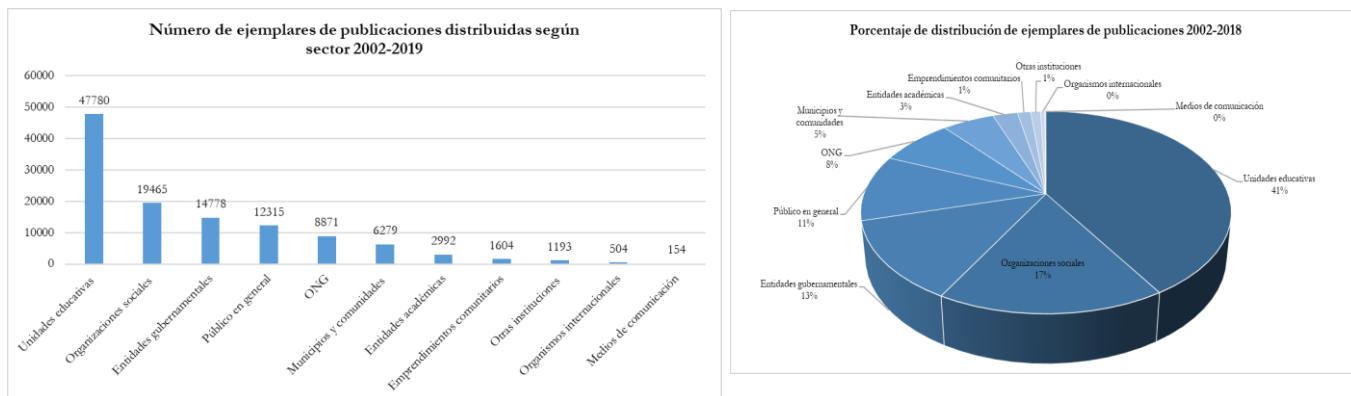 Número de ejemplares de publicaciones distribuidas según
sector 2002-2019
60000
50000
40000
30000
20000
10000
0
47780
19465
14778
12315
8871
6279
2992
1604
1193
504
154
Unidades educativas
Organizaciones sociales
Entidades gubernamentales
Público en general
ONG
Municipios y comunidades
Entidades académicas
Emprendimientos comunitarios
Otras instituciones
Organismos internacionales
Medios de comunicación
Porcentaje de distribución de ejemplares de publicaciones 2002-2018
Otras instituciones
1%
Emprendimientos comunitarios
1%
Organismos internacionales
0%
Entidades académicas
3%
Medios de comunicación
0%
Municipios y
comunidades
5%
ONG
8%
Unidades educativas
41%
Público en general
11%
Organizaciones sociales
17%
Entidades gubernamentales
13%